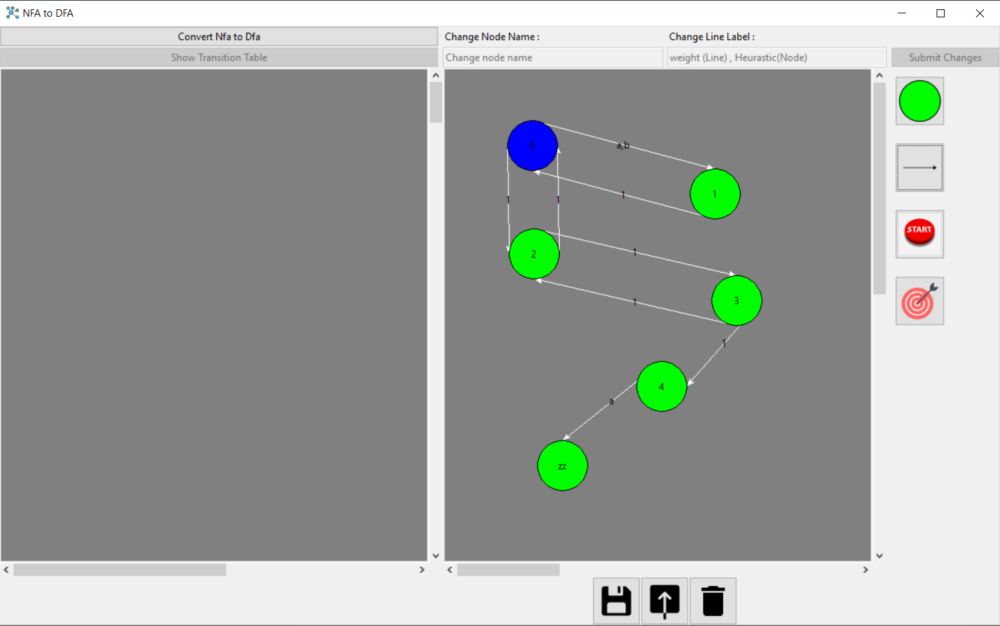 NFA to DFA
Convert Nfa to Dfa
Change Node Name :
Change Line Label :
Show Transition Table
Change node name
weight (Line) , Heurastic(Node)
Submit Changes
0
a,b
1
1
1
1
START
2
1
3
1
1
4
a
zz